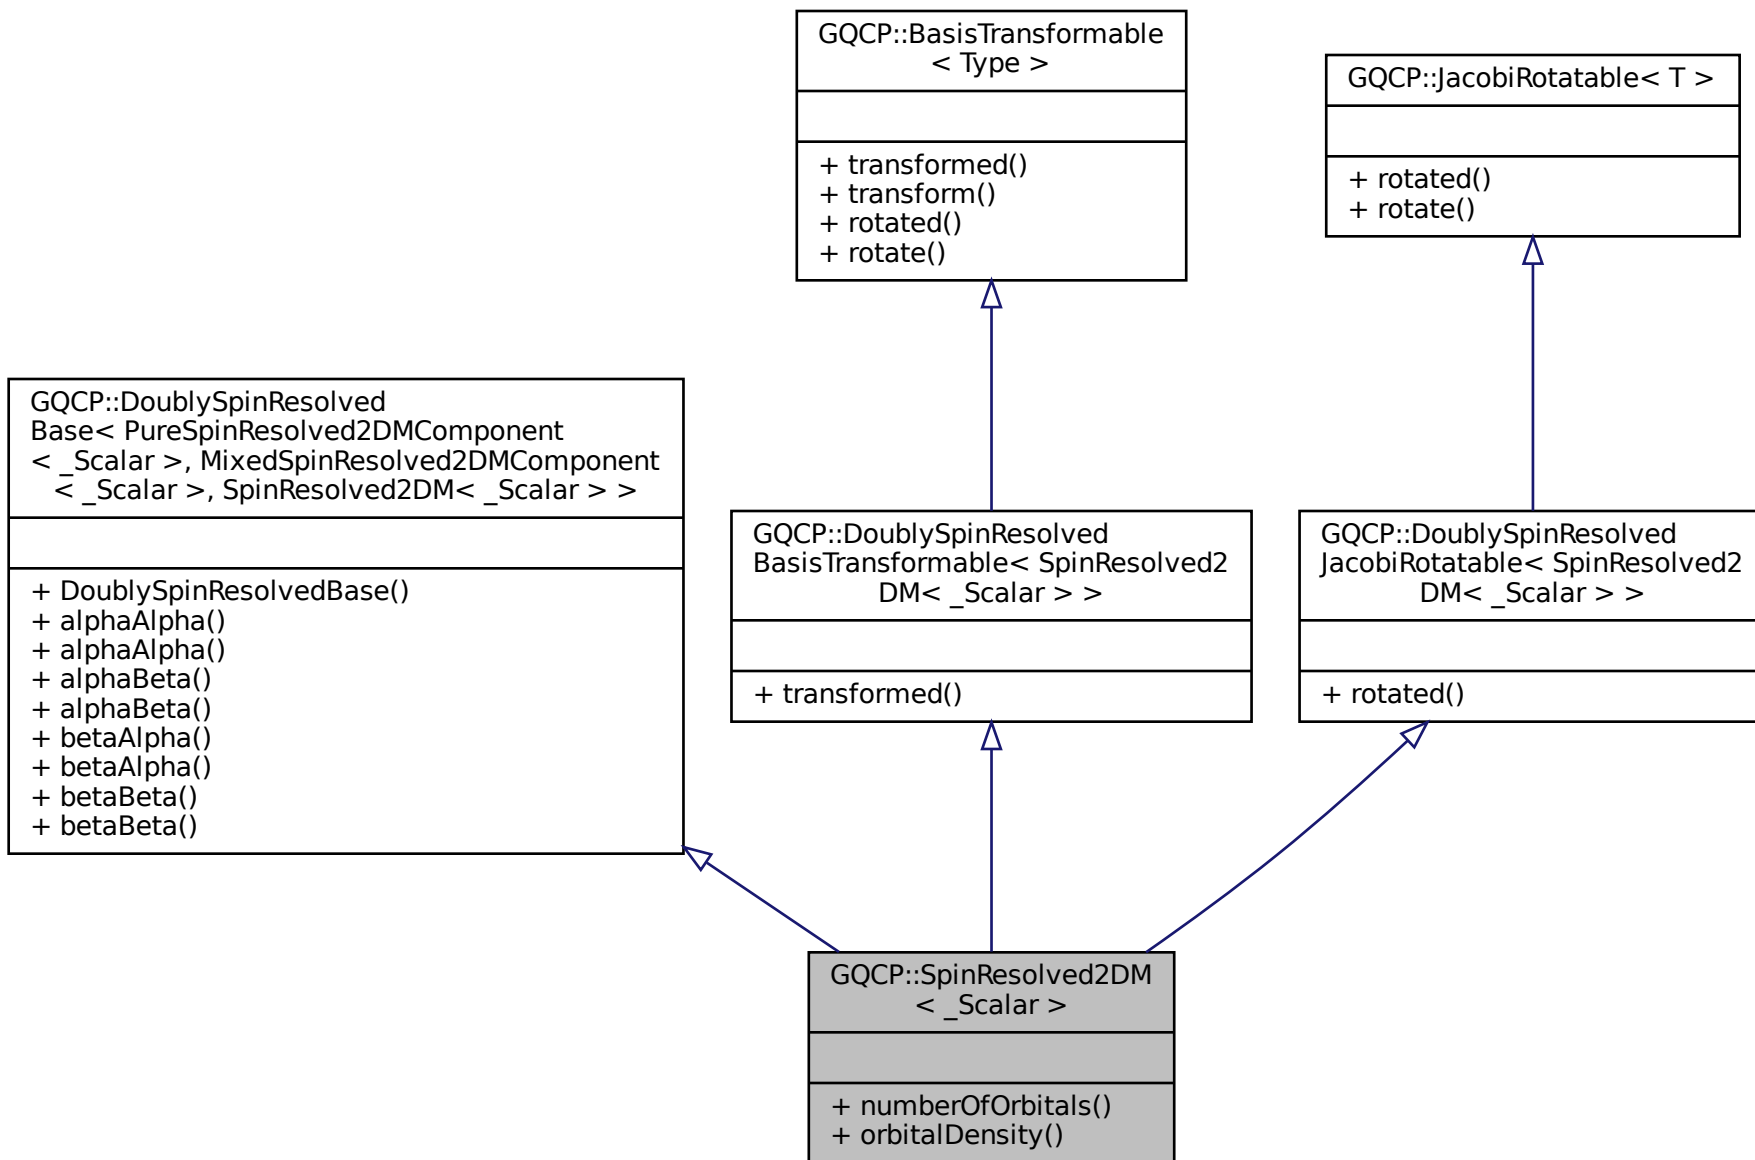 GQCP::BasisTransformable
< Type >
+ transformed()
+ transform()
+ rotated()
+ rotate()
GQCP::JacobiRotatable< T >
+ rotated()
+ rotate()
GQCP::DoublySpinResolved
Base< PureSpinResolved2DMComponent
< _Scalar >, MixedSpinResolved2DMComponent
< _Scalar >, SpinResolved2DM< _Scalar > >
+ DoublySpinResolvedBase()
+ alphaAlpha()
+ alphaAlpha()
+ alphaBeta()
+ alphaBeta()
+ betaAlpha()
+ betaAlpha()
+ betaBeta()
+ betaBeta()
GQCP::DoublySpinResolved
BasisTransformable< SpinResolved2
DM< _Scalar > >
+ transformed()
GQCP::DoublySpinResolved
JacobiRotatable< SpinResolved2
DM< _Scalar > >
+ rotated()
GQCP::SpinResolved2DM
< _Scalar >
+ numberOfOrbitals()
+ orbitalDensity()